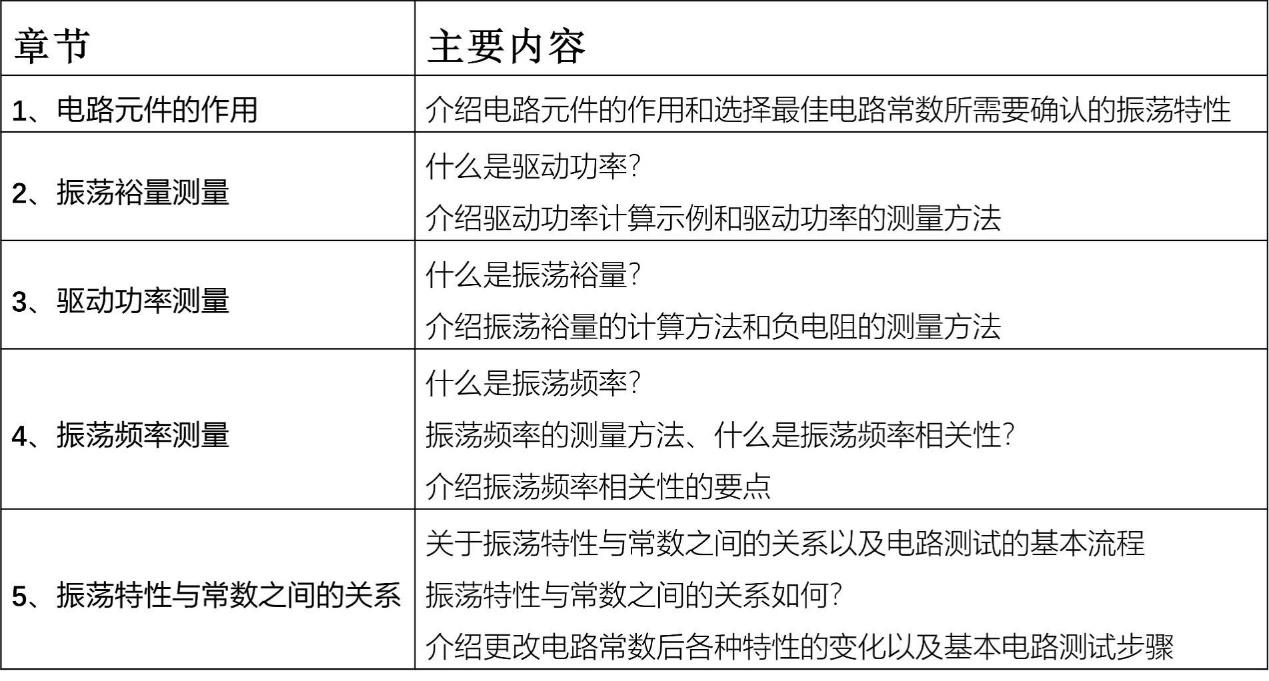 章节
主要内容
1、电路元件的作用
介绍电路元件的作用和选择最佳电路常数所需要确认的振荡特性
2、振荡裕量测量
什么是驱动功率?
介绍驱动功率计算示例和驱动功率的测量方法
3、驱动功率测量
什么是振荡裕量?
介绍振荡裕量的计算方法和负电阻的测量方法
4、振荡频率测量
什么是振荡频率?
振荡频率的测量方法、什么是振荡频率相关性?
介绍振荡频率相关性的要点
5、振荡特性与常数之间的关系
关于振荡特性与常数之间的关系以及电路测试的基本流程
振荡特性与常数之间的关系如何?
介绍更改电路常数后各种特性的变化以及基本电路测试步骤